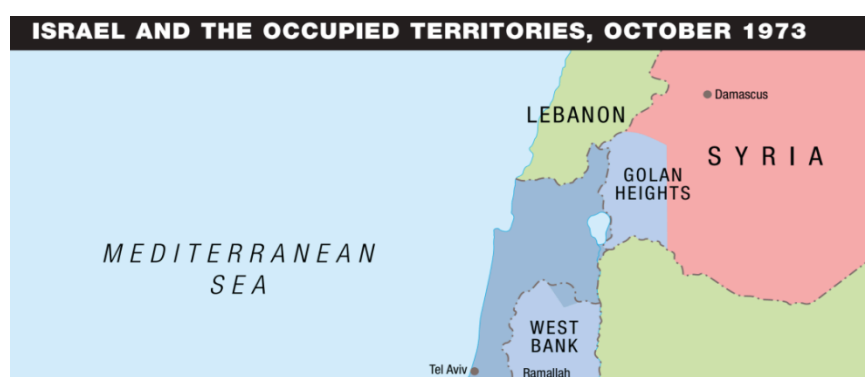 ISRAEL AND THE OCCUPIED TERRITORIES, OCTOBER 1973
Damascus
LEBANON
SYRIA
GOLAN
HEIGHTS
MEDITERRANEAN
SEA
WEST
BANK
Tel Aviv
Ramallah